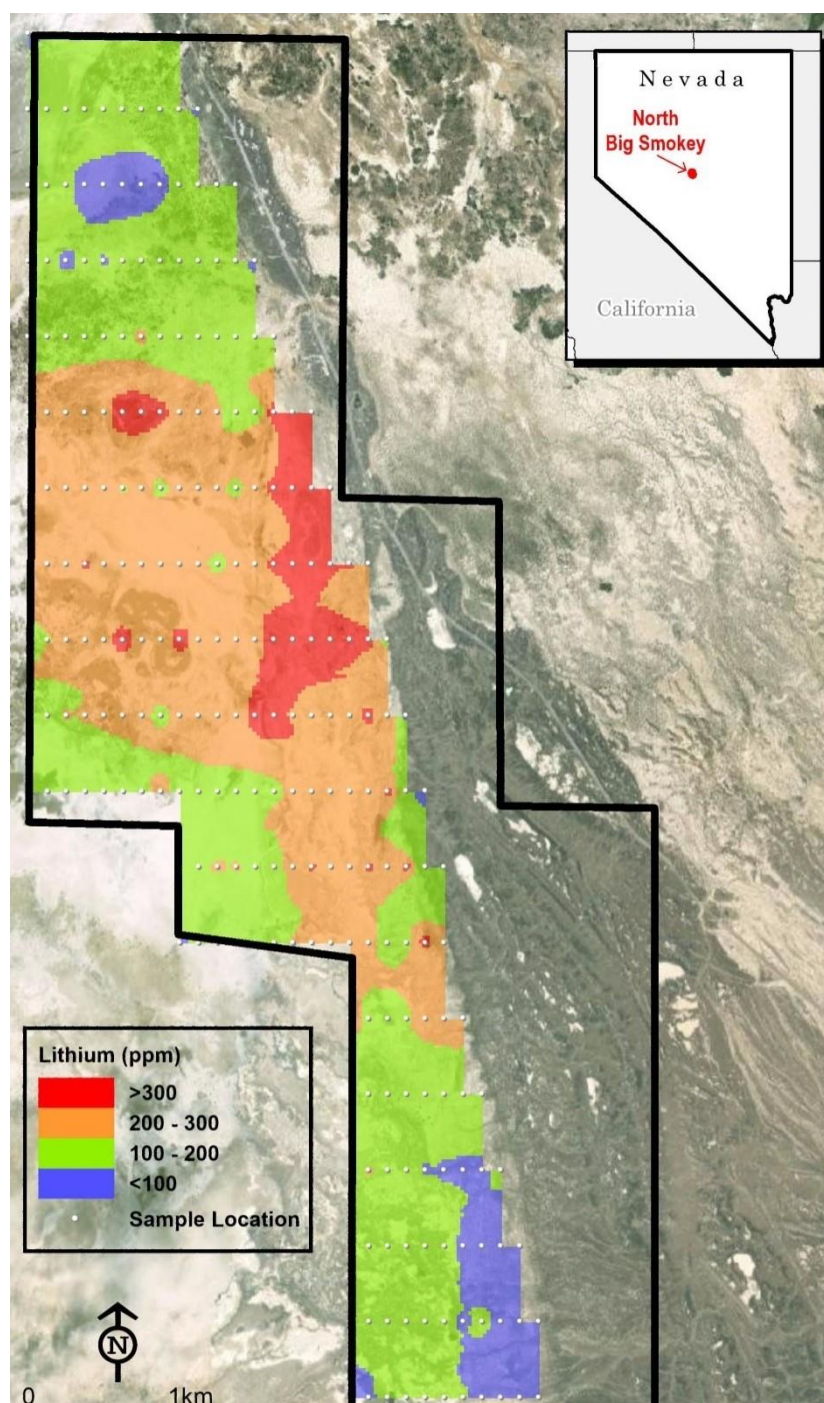 Nevada
North
Big Smokey
California
Lithium (ppm)
>300
200 - 300
100 - 200
<100
Sample Location
N
0 1km